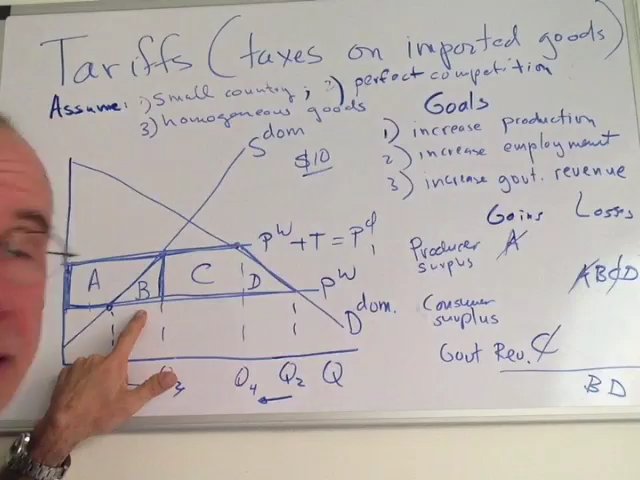 Tariffs (taxes on imported goods)
Assume: 1) small country; 2) perfect competition
3) homogeneous goods
Goals
1) increase production
2) increase employment
3) increase govt. revenue
S dom
$10
Gains Losses
P^W + T = P^d_1
Producer surplus A
A B C D
A B C D
P^W
D dom.
Consumer surplus
Govt Rev. C
B D
Q3 Q4 Q2 Q